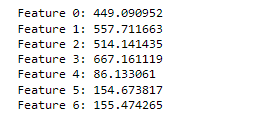 Feature 0: 449.090952
Feature 1: 557.711663
Feature 2: 514.141435
Feature 3: 667.161119
Feature 4: 86.133061
Feature 5: 154.673817
Feature 6: 155.474265